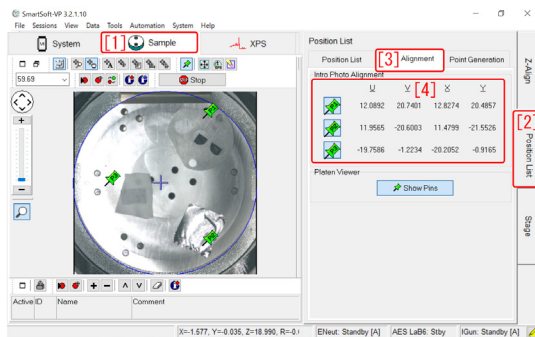 SmartSoft-VP 3.2.1.10
File Sessions View Data Tools Automation System Help
System [1] Sample XPS
59.69
Stop
Active ID Name Comment
Position List
Position List [3] Alignment Point Generation
Intro Photo Alignment
U V [4] X Y
12.0892 20.7401 12.8274 20.4857
11.9565 -20.6003 11.4799 -21.5526
-19.7586 -1.2234 -20.2052 -0.9165
Platen Viewer
Show Pins
Z-Align
[2]
Position List
Stage
X=-1.577, Y=-0.035, Z=18.990, R=-0.
ENeut: Standby [A] AES LaB6: Stby IGun: Standby [A]